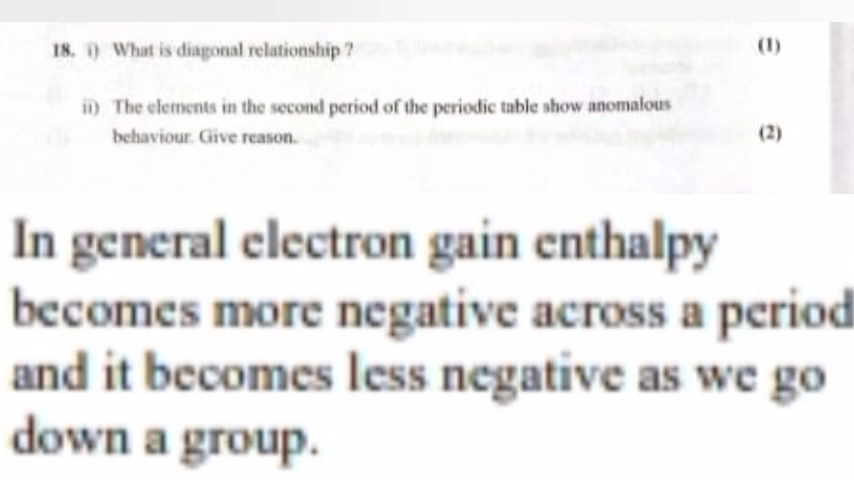 18. i) What is diagonal relationship ? (1)
ii) The elements in the second period of the periodic table show anomalous
behaviour. Give reason. (2)
In general electron gain enthalpy
becomes more negative across a period
and it becomes less negative as we go
down a group.